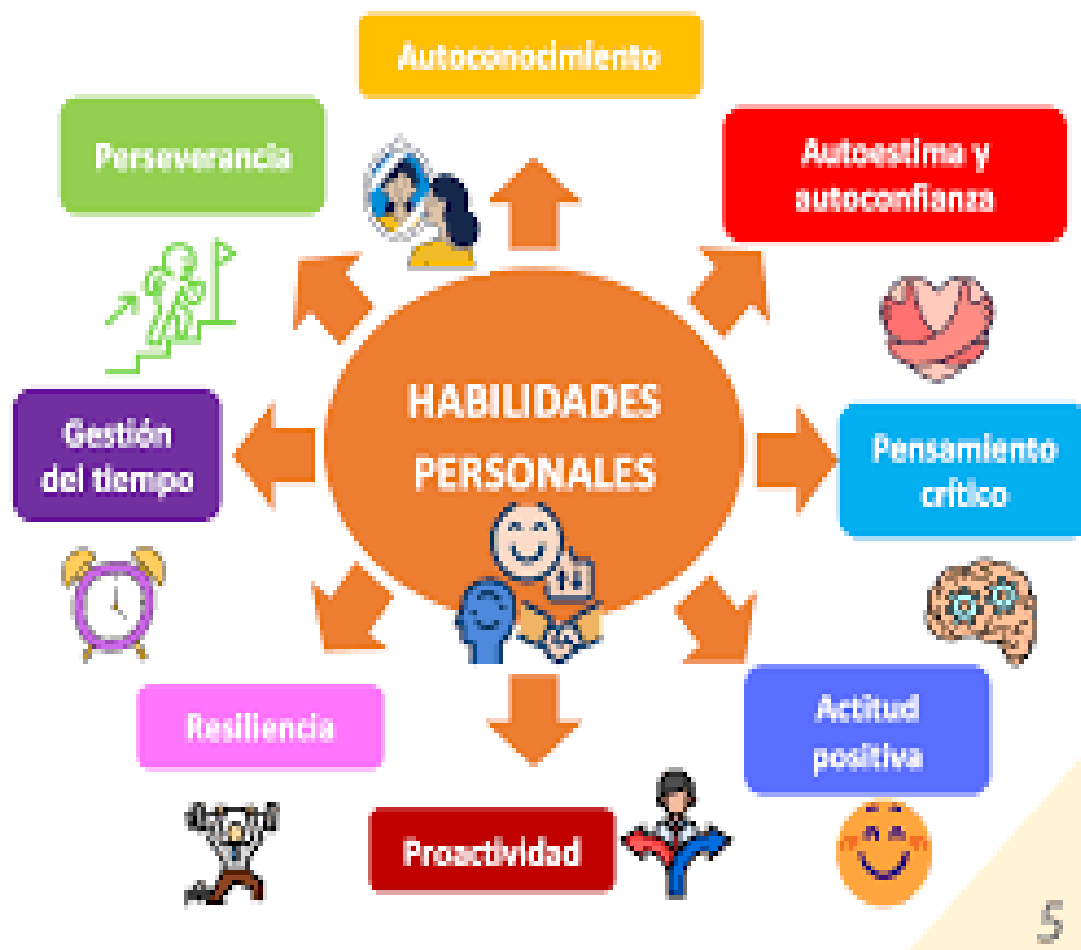 Autoconocimiento
Perseverancia
Autoestima y
autoconfianza
HABILIDADES
PERSONALES
Gestión
del tiempo
Pensamiento
crítico
Resiliencia
Actitud
positiva
Proactividad
5